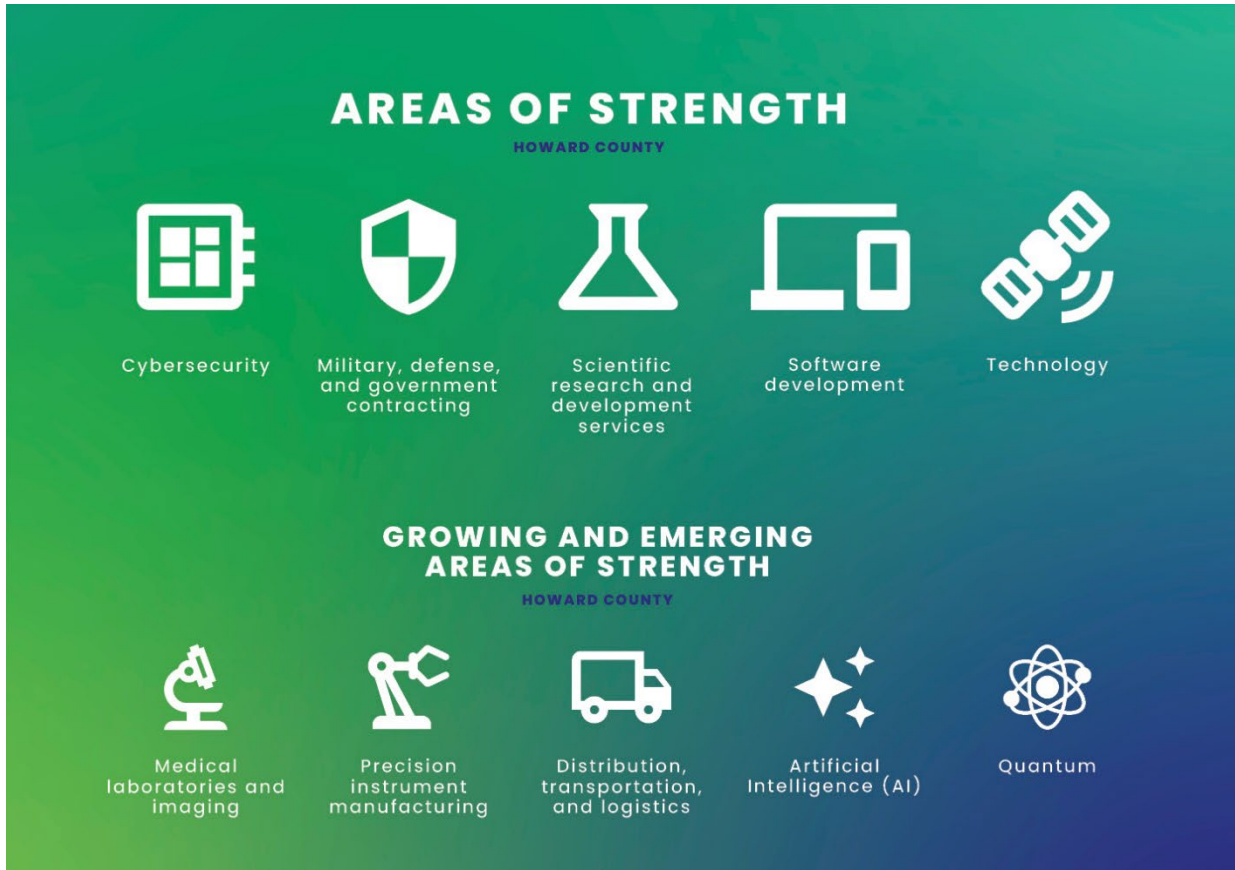 AREAS OF STRENGTH
HOWARD COUNTY
Cybersecurity
Military, defense,
and government
contracting
Scientific
research and
development
services
Software
development
Technology
GROWING AND EMERGING
AREAS OF STRENGTH
HOWARD COUNTY
Medical
laboratories and
imaging
Precision
instrument
manufacturing
Distribution,
transportation,
and logistics
Artificial
Intelligence (AI)
Quantum